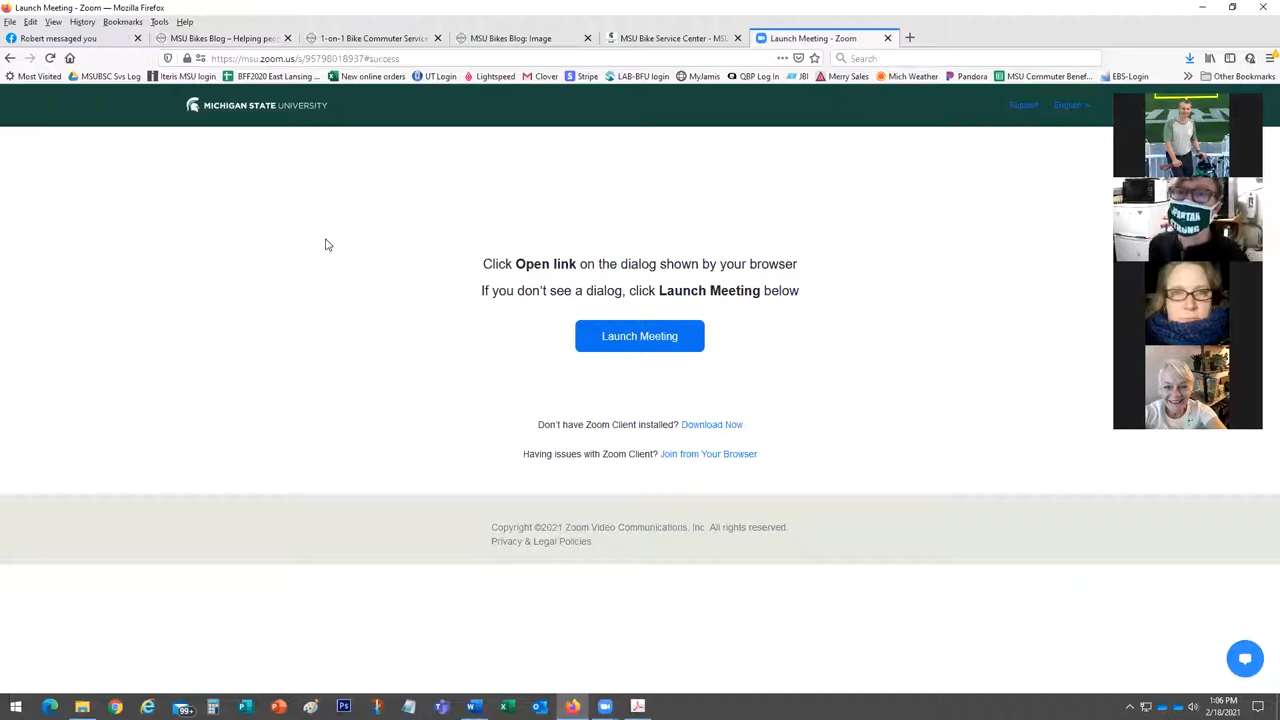 Launch Meeting - Zoom — Mozilla Firefox
File Edit View History Bookmarks Tools Help
Robert messaged you
MSU Bikes Blog – Helping peo
1-on-1 Bike Commuter Service
MSU Bikes Blog: Image
MSU Bike Service Center - MSU
Launch Meeting - Zoom
https://msu.zoom.us/s/95798018937#success
Search
Most Visited MSUBSC Svs Log Iteris MSU login BFF2020 East Lansing ... New online orders UT Login Lightspeed Clover Stripe LAB-BFU login MyJamis QBP Log In JBI Merry Sales Mich Weather Pandora MSU Commuter Benef... EBS-Login Other Bookmarks
MICHIGAN STATE UNIVERSITY
Support English
SPARTAN
STRONG
Click Open link on the dialog shown by your browser
If you don't see a dialog, click Launch Meeting below
Launch Meeting
Don't have Zoom Client installed? Download Now
Having issues with Zoom Client? Join from Your Browser
Copyright ©2021 Zoom Video Communications, Inc. All rights reserved.
Privacy & Legal Policies
99+
1:06 PM
2/18/2021